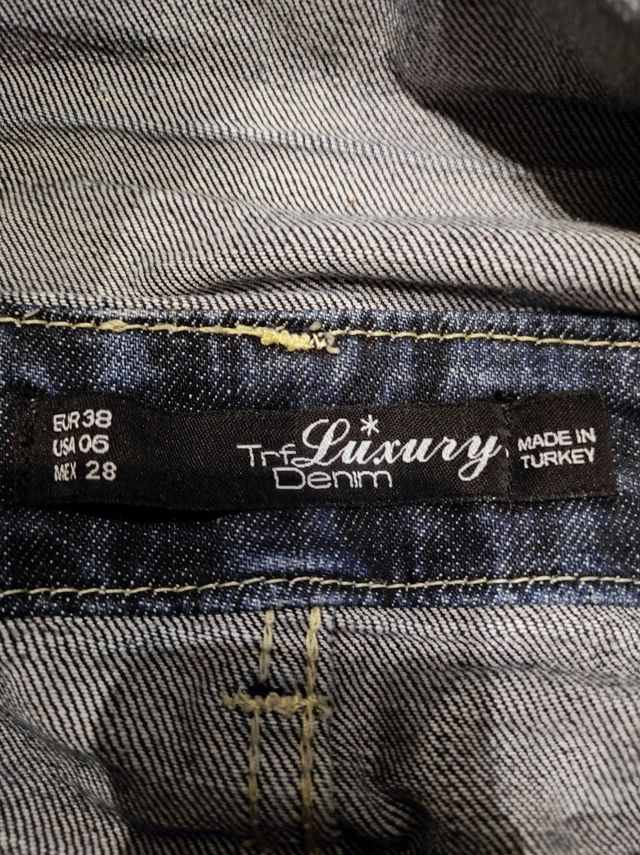 EUR 38
USA 06
MEX 28
Trf Luxury
Denim
MADE IN
TURKEY